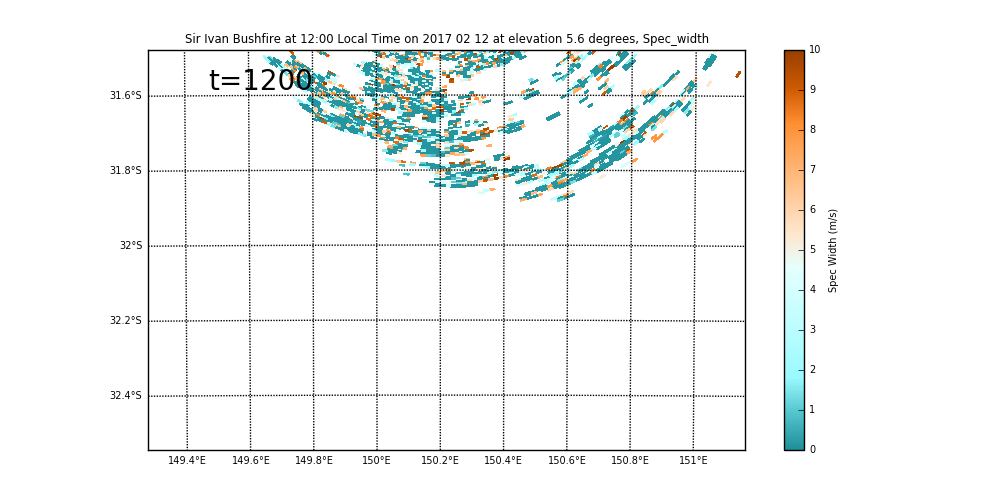 Sir Ivan Bushfire at 12:00 Local Time on 2017 02 12 at elevation 5.6 degrees, Spec_width
t=1200
31.6°S
31.8°S
32°S
32.2°S
32.4°S
149.4°E 149.6°E 149.8°E 150°E 150.2°E 150.4°E 150.6°E 150.8°E 151°E
10
9
8
7
6
5
4
3
2
1
0
Spec Width (m/s)